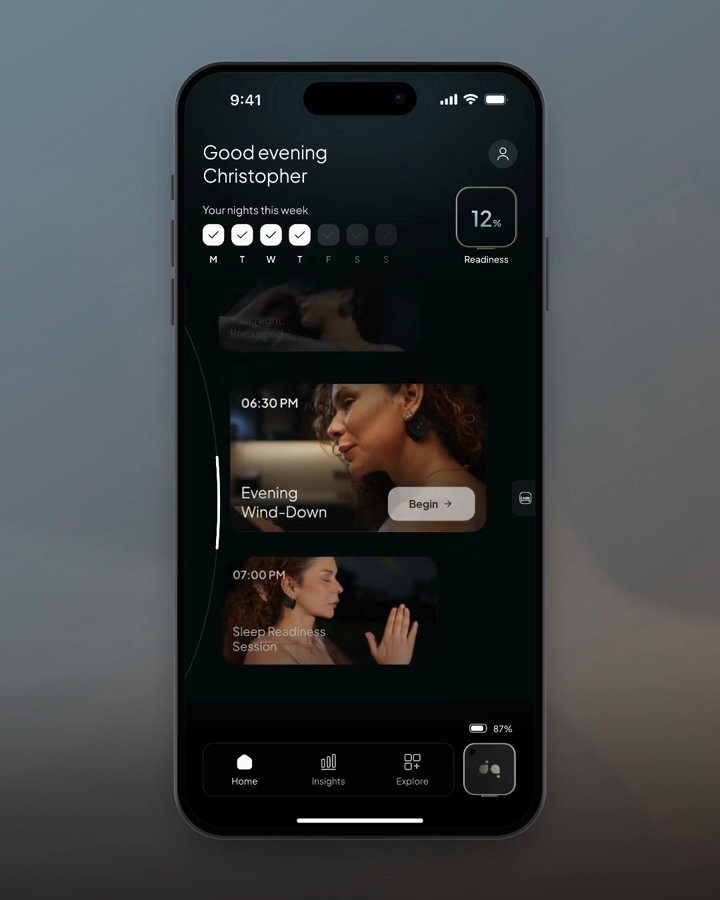 9:41
Good evening
Christopher
Your nights this week
M T W T F S S
12%
Readiness
06:30 PM
Evening
Wind-Down
Begin →
07:00 PM
Sleep Readiness
Session
87%
Home
Insights
Explore